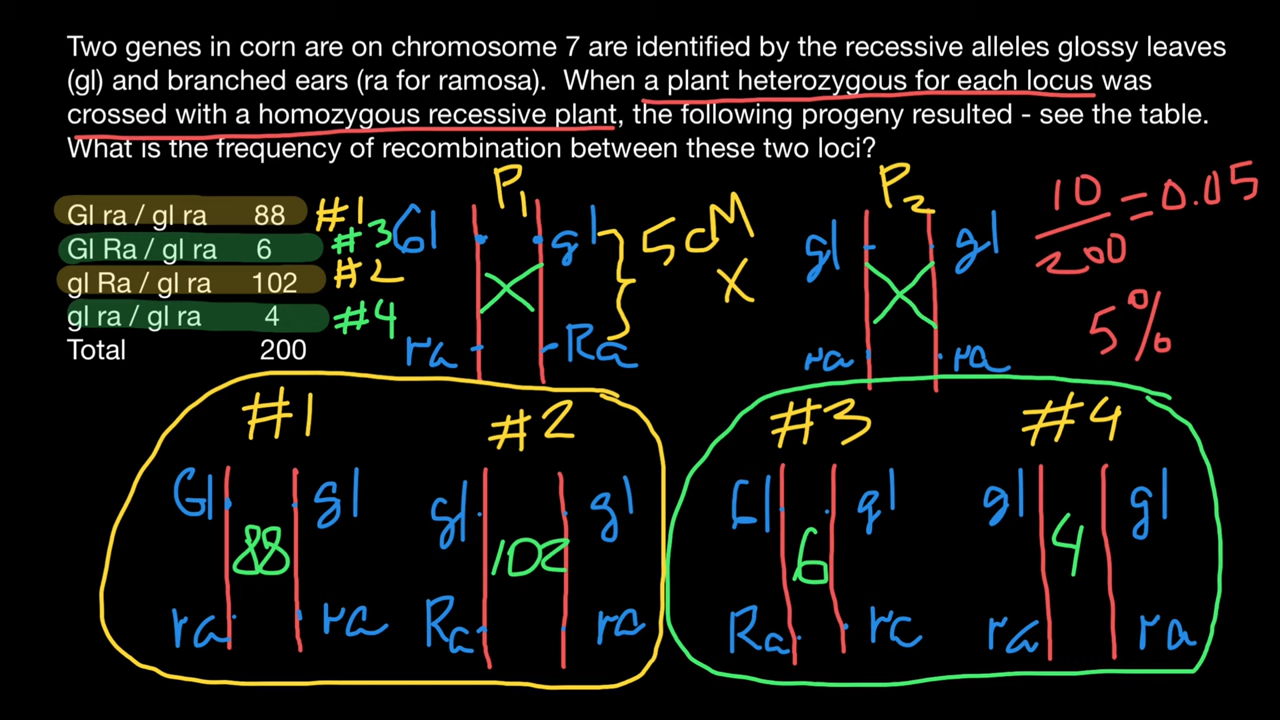 Two genes in corn are on chromosome 7 are identified by the recessive alleles glossy leaves
(gl) and branched ears (ra for ramosa). When a plant heterozygous for each locus was
crossed with a homozygous recessive plant, the following progeny resulted - see the table.
What is the frequency of recombination between these two loci?
P1
P2
10/200 = 0.05
Gl ra / gl ra 88 #1
Gl Ra / gl ra 6 #3
gl Ra / gl ra 102 #2
gl ra / gl ra 4 #4
Total 200
Gl gl 5 cM gl gl
X
5%
ra Ra ra ra
#1 #2 #3 #4
Gl gl gl gl Gl gl gl gl
88 102 6 4
ra ra Ra ra Ra ra ra ra